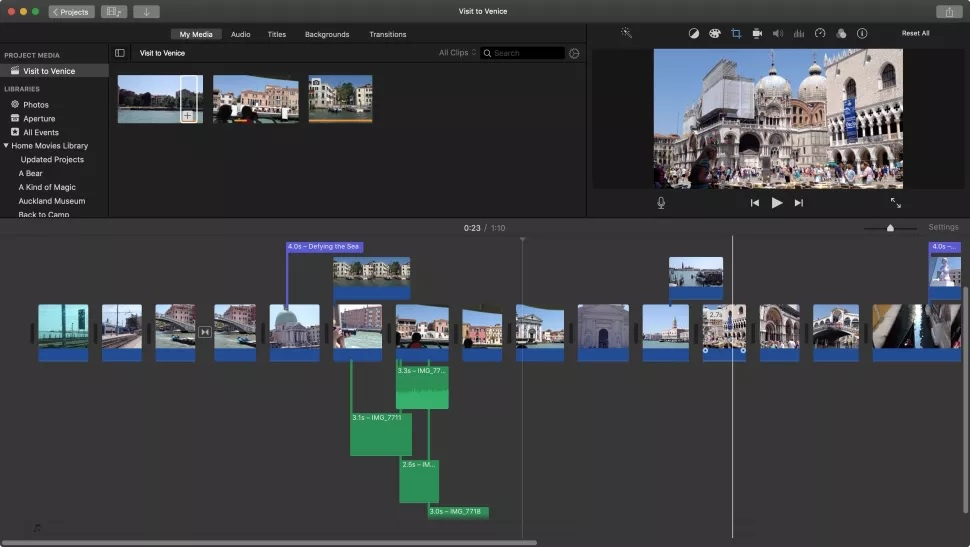 Projects
Visit to Venice
My Media Audio Titles Backgrounds Transitions
Reset All
PROJECT MEDIA
Visit to Venice
LIBRARIES
Photos
Aperture
All Events
Home Movies Library
Updated Projects
A Bear
A Kind of Magic
Auckland Museum
Back to Camp
Visit to Venice
All Clips
Search
0:23 / 1:10
Settings
4.0s – Defying the Sea
4.0s –...
2.7s
3.3s – IMG_77...
3.1s – IMG_7711
2.5s – IM...
3.0s – IMG_7718